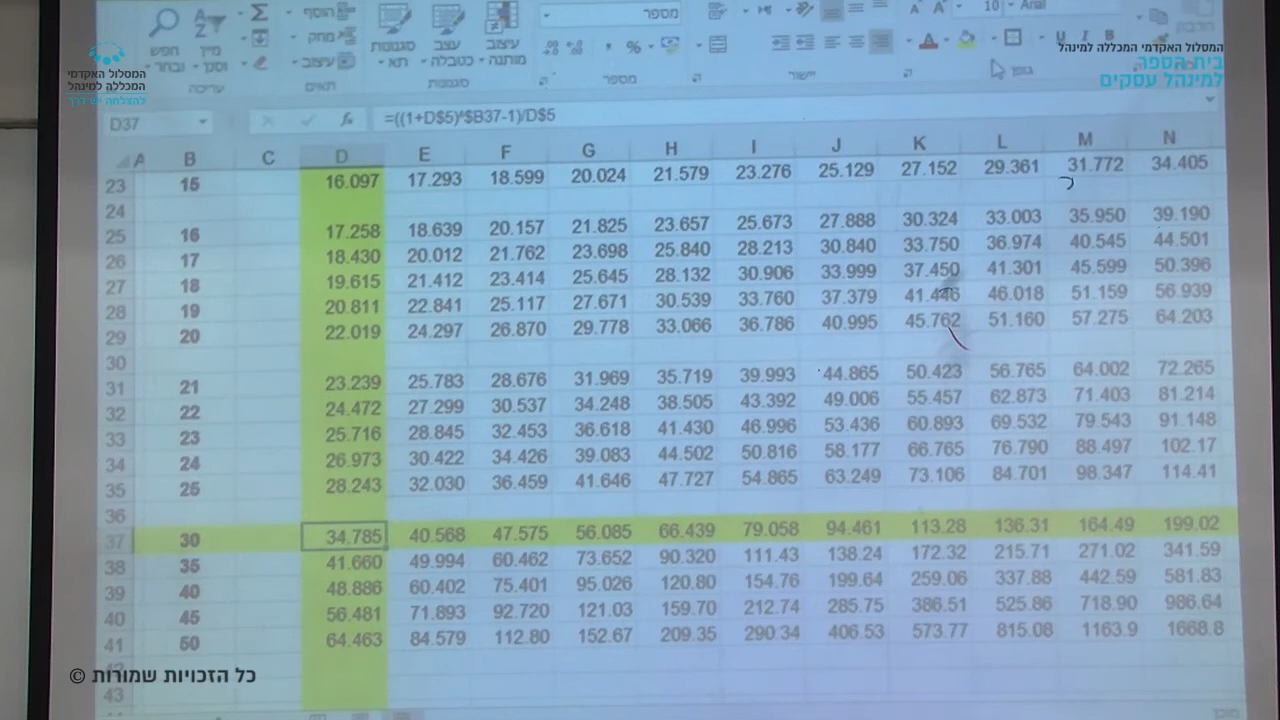 המסלול האקדמי המכללה למינהל
בית הספר
למינהל עסקים
המסלול האקדמי
המכללה למינהל
להצלחה יש דרך
Arial 10 A A
מספר
הוסף
מחק
עיצוב
תאים
עיצוב מותנה
עצב כטבלה
סגנונות תא
סגנונות
מספר
יישור
גופן
מיין וסנן
חפש ובחר
עריכה
D37 fx =((1+D$5)^$B37-1)/D$5
A B C D E F G H I J K L M N
23 15 16.097 17.293 18.599 20.024 21.579 23.276 25.129 27.152 29.361 31.772 34.405
24
25 16 17.258 18.639 20.157 21.825 23.657 25.673 27.888 30.324 33.003 35.950 39.190
26 17 18.430 20.012 21.762 23.698 25.840 28.213 30.840 33.750 36.974 40.545 44.501
27 18 19.615 21.412 23.414 25.645 28.132 30.906 33.999 37.450 41.301 45.599 50.396
28 19 20.811 22.841 25.117 27.671 30.539 33.760 37.379 41.446 46.018 51.159 56.939
29 20 22.019 24.297 26.870 29.778 33.066 36.786 40.995 45.762 51.160 57.275 64.203
30
31 21 23.239 25.783 28.676 31.969 35.719 39.993 44.865 50.423 56.765 64.002 72.265
32 22 24.472 27.299 30.537 34.248 38.505 43.392 49.006 55.457 62.873 71.403 81.214
33 23 25.716 28.845 32.453 36.618 41.430 46.996 53.436 60.893 69.532 79.543 91.148
34 24 26.973 30.422 34.426 39.083 44.502 50.816 58.177 66.765 76.790 88.497 102.17
35 25 28.243 32.030 36.459 41.646 47.727 54.865 63.249 73.106 84.701 98.347 114.41
36
37 30 34.785 40.568 47.575 56.085 66.439 79.058 94.461 113.28 136.31 164.49 199.02
38 35 41.660 49.994 60.462 73.652 90.320 111.43 138.24 172.32 215.71 271.02 341.59
39 40 48.886 60.402 75.401 95.026 120.80 154.76 199.64 259.06 337.88 442.59 581.83
40 45 56.481 71.893 92.720 121.03 159.70 212.74 285.75 386.51 525.86 718.90 986.64
41 50 64.463 84.579 112.80 152.67 209.35 290.34 406.53 573.77 815.08 1163.9 1668.8
42
43
כל הזכויות שמורות ©